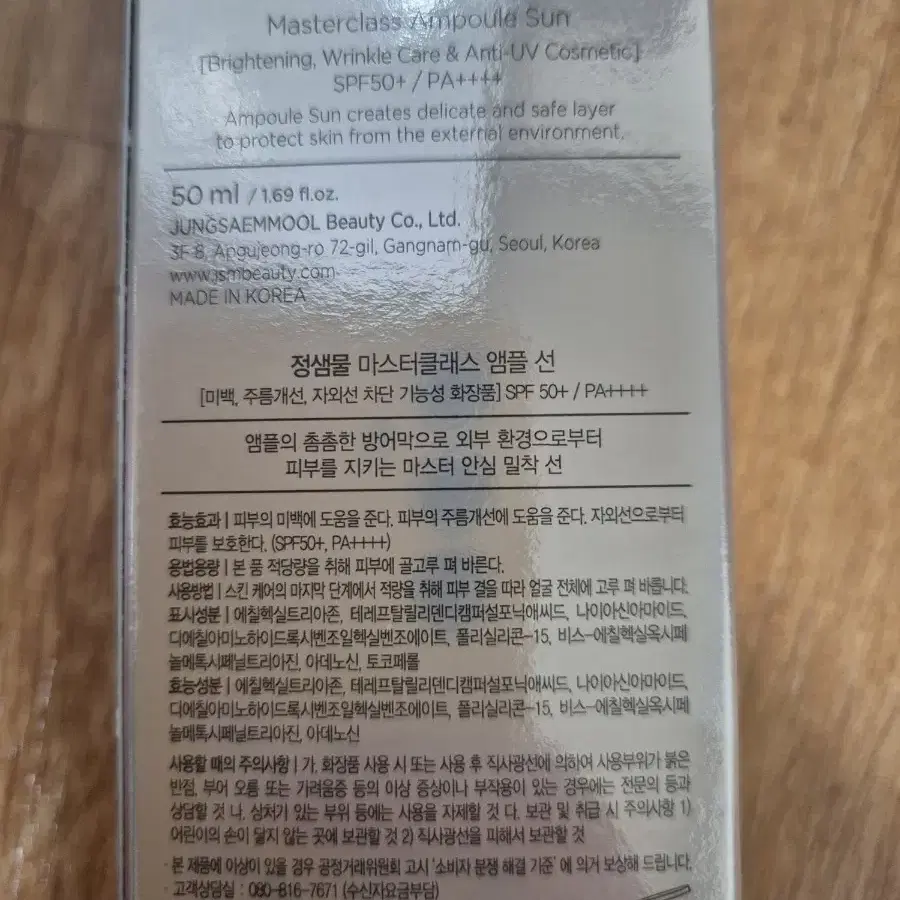 Masterclass Ampoule Sun
[Brightening, Wrinkle Care & Anti-UV Cosmetic]
SPF50+ / PA++++
Ampoule Sun creates delicate and safe layer
to protect skin from the external environment.
50 ml / 1.69 fl.oz.
JUNGSAEMMOOL Beauty Co., Ltd.
3F 8, Apgujeong-ro 72-gil, Gangnam-gu, Seoul, Korea
www.jsmbeauty.com
MADE IN KOREA
정샘물 마스터클래스 앰플 선
[미백, 주름개선, 자외선 차단 기능성 화장품] SPF 50+ / PA++++
앰플의 촘촘한 방어막으로 외부 환경으로부터
피부를 지키는 마스터 안심 밀착 선
효능효과 | 피부의 미백에 도움을 준다. 피부의 주름개선에 도움을 준다. 자외선으로부터
피부를 보호한다. (SPF50+, PA++++)
용법용량 | 본 품 적당량을 취해 피부에 골고루 펴 바른다.
사용방법 | 스킨 케어의 마지막 단계에서 적량을 취해 피부 결을 따라 얼굴 전체에 고루 펴 바릅니다.
표시성분 | 에칠헥실트리아존, 테레프탈릴리덴디캠퍼설포닉애씨드, 나이아신아마이드,
디에칠아미노하이드록시벤조일헥실벤조에이트, 폴리실리콘-15, 비스-에칠헥실옥시페
놀메톡시페닐트리아진, 아데노신, 토코페롤
효능성분 | 에칠헥실트리아존, 테레프탈릴리덴디캠퍼설포닉애씨드, 나이아신아마이드,
디에칠아미노하이드록시벤조일헥실벤조에이트, 폴리실리콘-15, 비스-에칠헥실옥시페
놀메톡시페닐트리아진, 아데노신
사용할 때의 주의사항 | 가. 화장품 사용 시 또는 사용 후 직사광선에 의하여 사용부위가 붉은
반점, 부어 오름 또는 가려움증 등의 이상 증상이나 부작용이 있는 경우에는 전문의 등과
상담할 것 나. 상처가 있는 부위 등에는 사용을 자제할 것 다. 보관 및 취급 시 주의사항 1)
어린이의 손이 닿지 않는 곳에 보관할 것 2) 직사광선을 피해서 보관할 것
· 본 제품에 이상이 있을 경우 공정거래위원회 고시 '소비자 분쟁 해결 기준' 에 의거 보상해 드립니다.
· 고객상담실 : 080-816-7671 (수신자요금부담)